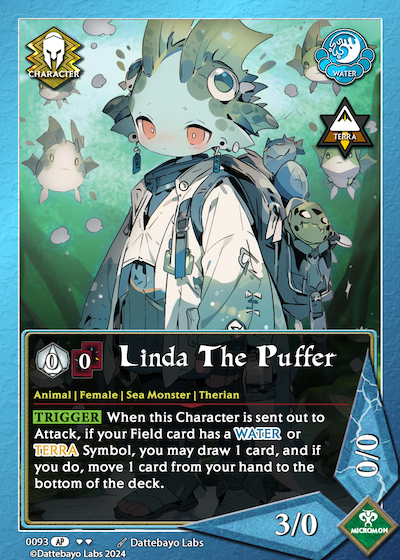 CHARACTER
WATER
TERRA
0 0 Linda The Puffer
Animal | Female | Sea Monster | Therian
TRIGGER When this Character is sent out to
Attack, if your Field card has a WATER or
TERRA Symbol, you may draw 1 card, and if
you do, move 1 card from your hand to the
bottom of the deck.
0/0
3/0
MICROMON
0093 AP ♥♥ Dattebayo Labs
©Dattebayo Labs 2024